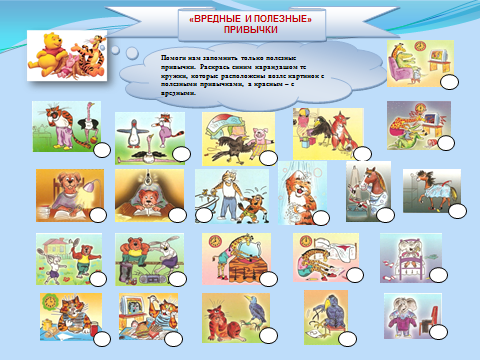 «ВРЕДНЫЕ И ПОЛЕЗНЫЕ»
ПРИВЫЧКИ
Помоги нам запомнить только полезные
привычки. Раскрась синим карандашом те
кружки, которые расположены возле картинок с
полезными привычками, а красным – с
вредными.